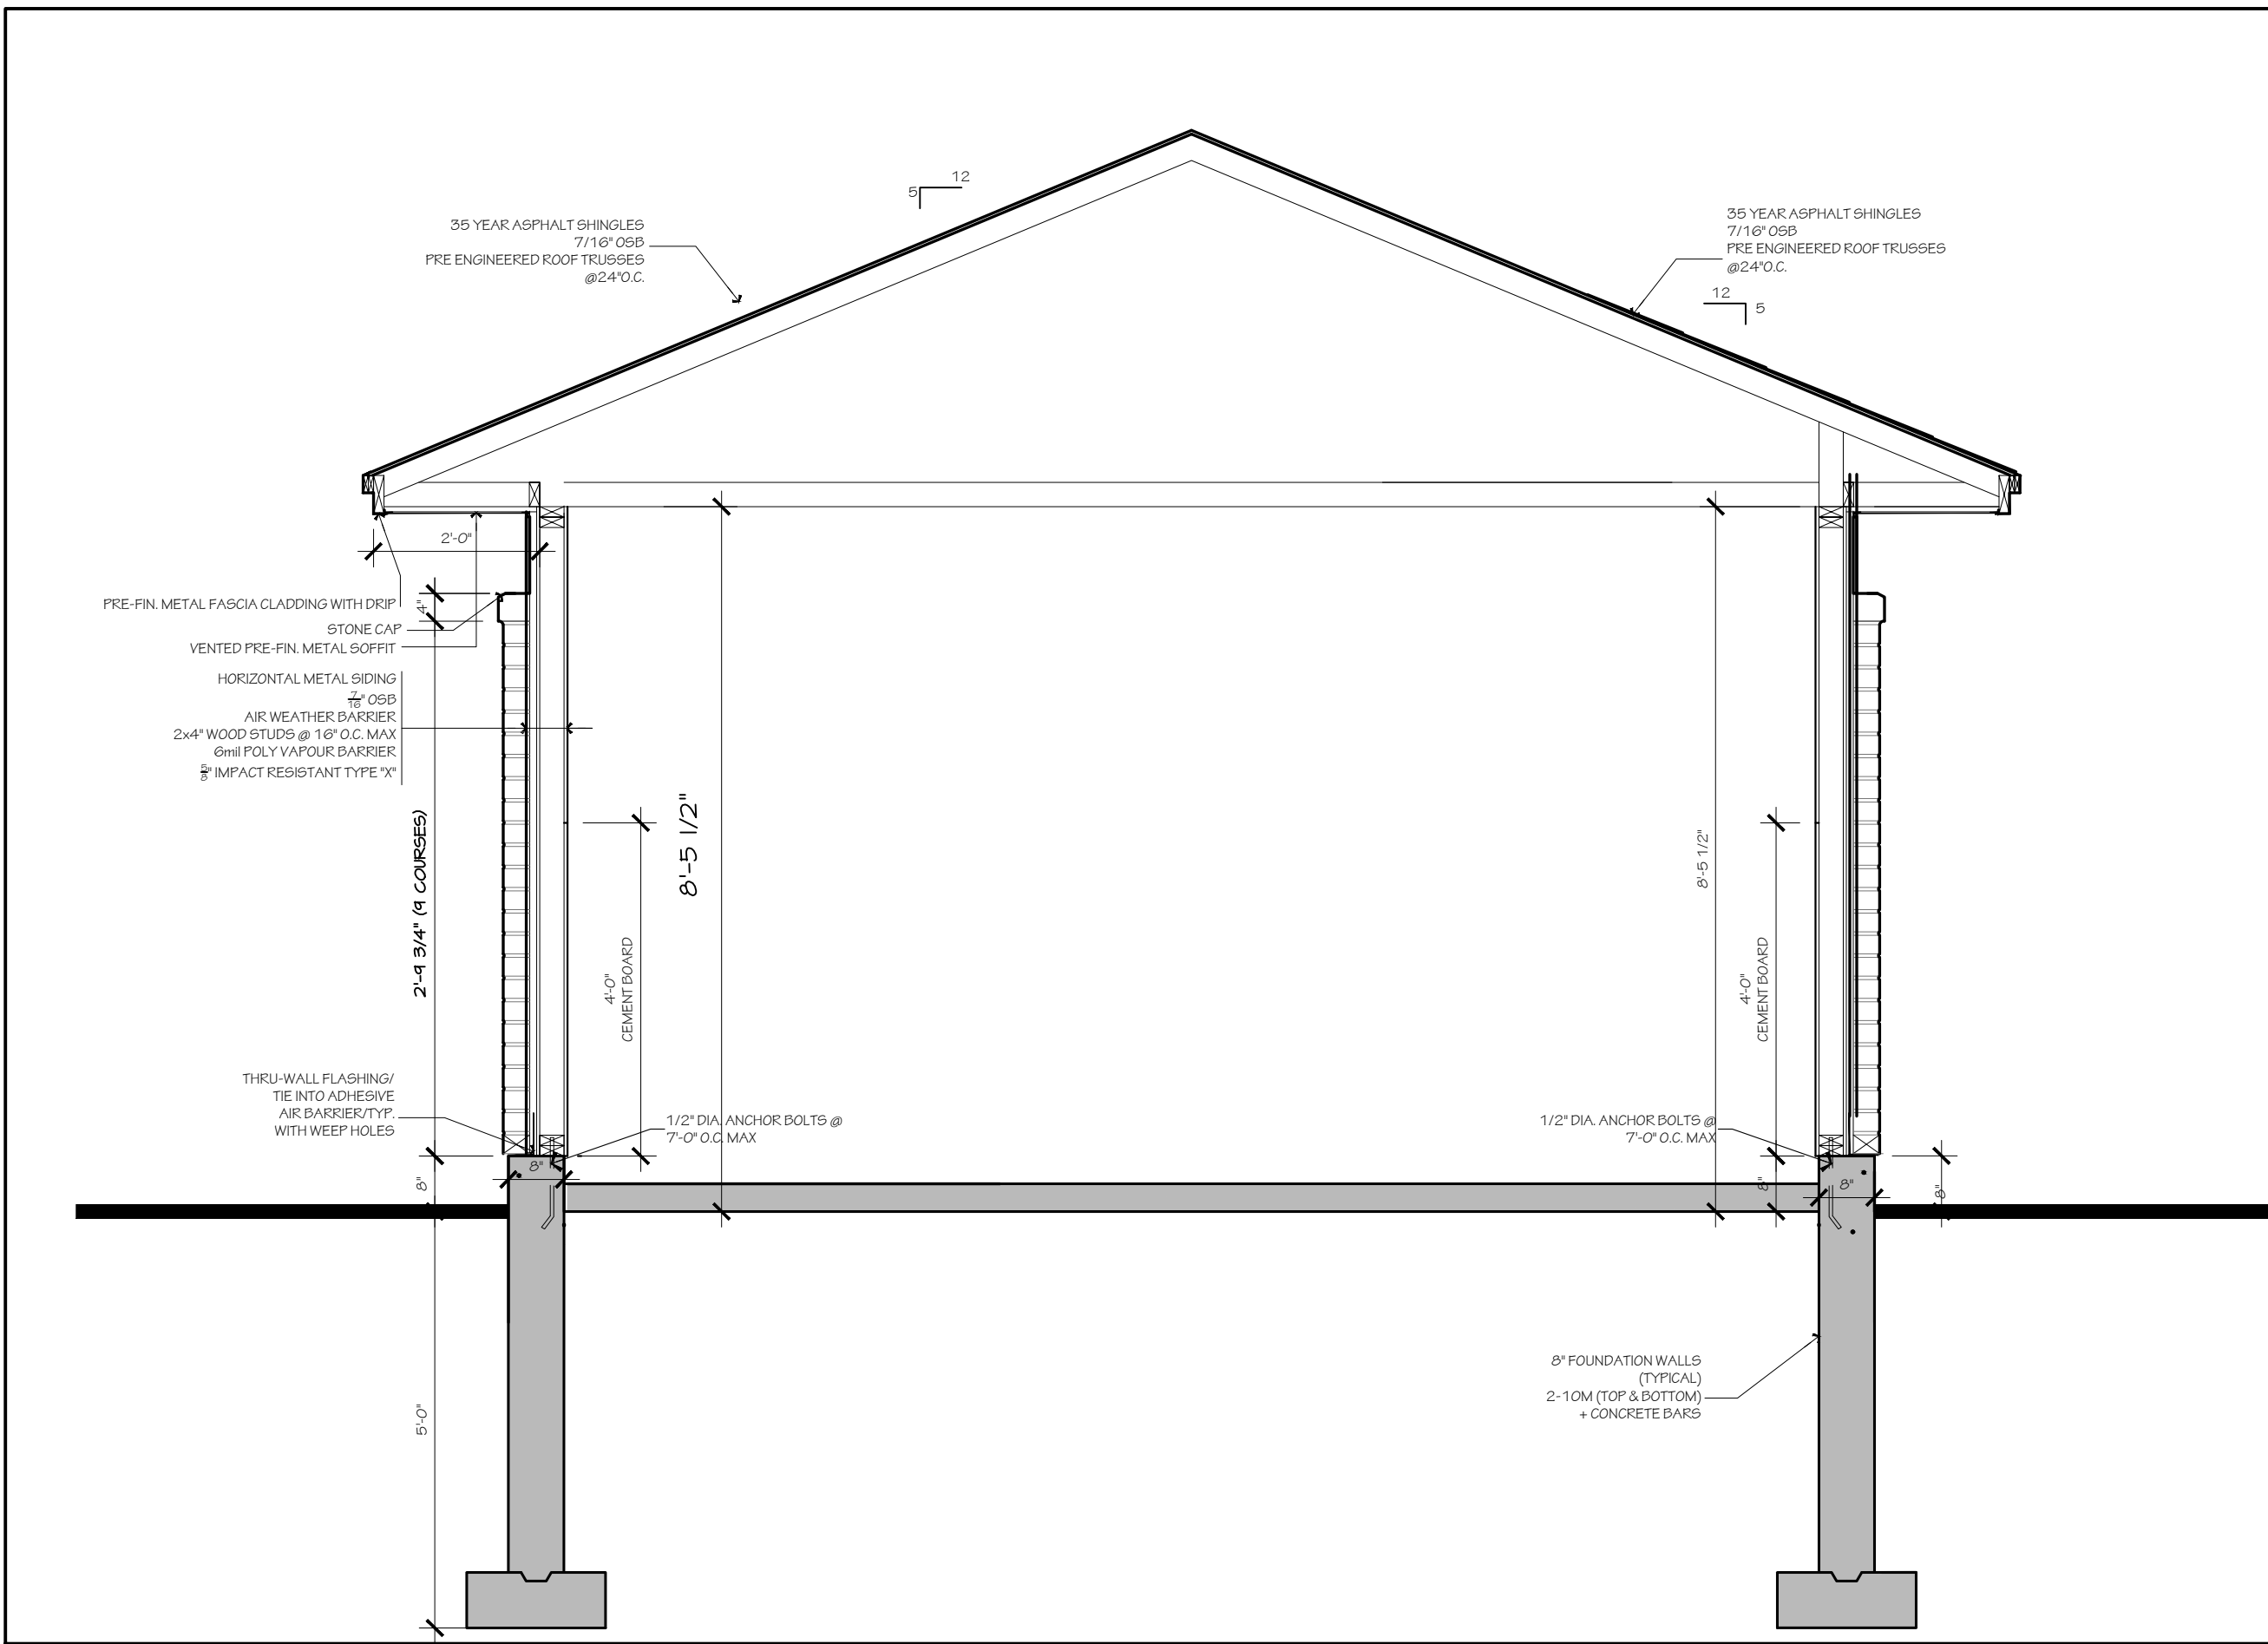 5
12
35 YEAR ASPHALT SHINGLES
7/16" OSB
PRE ENGINEERED ROOF TRUSSES
@24"O.C.
35 YEAR ASPHALT SHINGLES
7/16" OSB
PRE ENGINEERED ROOF TRUSSES
@24"O.C.
12
5
2'-0"
4"
PRE-FIN. METAL FASCIA CLADDING WITH DRIP
STONE CAP
VENTED PRE-FIN. METAL SOFFIT
HORIZONTAL METAL SIDING
7/16" OSB
AIR WEATHER BARRIER
2x4" WOOD STUDS @ 16" O.C. MAX
6mil POLY VAPOUR BARRIER
5/8" IMPACT RESISTANT TYPE "X"
2'-9 3/4" (9 COURSES)
8'-5 1/2"
4'-0"
CEMENT BOARD
8'-5 1/2"
4'-0"
CEMENT BOARD
THRU-WALL FLASHING/
TIE INTO ADHESIVE
AIR BARRIER/TYP.
WITH WEEP HOLES
1/2" DIA. ANCHOR BOLTS @
7'-0" O.C. MAX
1/2" DIA. ANCHOR BOLTS @
7'-0" O.C. MAX
8"
8"
8"
8"
8"
5'-0"
8" FOUNDATION WALLS
(TYPICAL)
2-10M (TOP & BOTTOM)
+ CONCRETE BARS